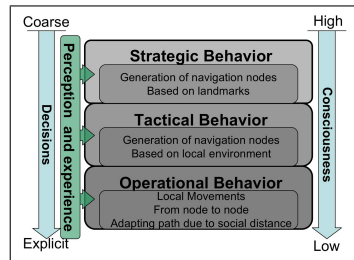 Coarse
High
Strategic Behavior
Generation of navigation nodes
Based on landmarks
Tactical Behavior
Generation of navigation nodes
Based on local environment
Operational Behavior
Local Movements
From node to node
Adapting path due to social distance
Decisions
Perception and experience
Consciousness
Explicit
Low